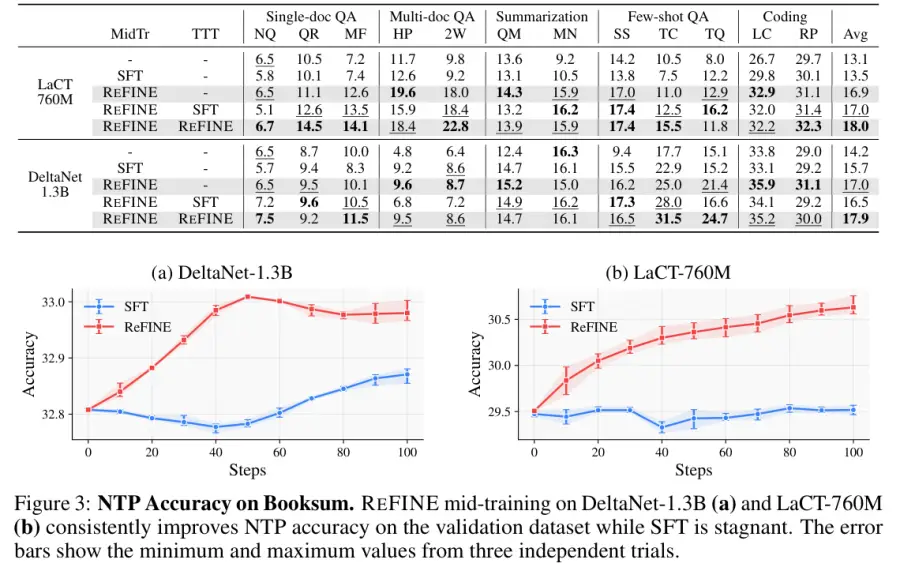 Single-doc QA Multi-doc QA Summarization Few-shot QA Coding
MidTr TTT NQ QR MF HP 2W QM MN SS TC TQ LC RP Avg
LaCT 760M
- - 6.5 10.5 7.2 11.7 9.8 13.6 9.2 14.2 10.5 8.0 26.7 29.7 13.1
SFT - 5.8 10.1 7.4 12.6 9.2 13.1 10.5 13.8 7.5 12.2 29.8 30.1 13.5
REFINE - 6.5 11.1 12.6 19.6 18.0 14.3 15.9 17.0 11.0 12.9 32.9 31.1 16.9
REFINE SFT 5.1 12.6 13.5 15.9 18.4 13.2 16.2 17.4 12.5 16.2 32.0 31.4 17.0
REFINE REFINE 6.7 14.5 14.1 18.4 22.8 13.9 15.9 17.4 15.5 11.8 32.2 32.3 18.0
DeltaNet 1.3B
- - 6.5 8.7 10.0 4.8 6.4 12.4 16.3 9.4 17.7 15.1 33.8 29.0 14.2
SFT - 5.7 9.4 8.3 9.2 8.6 14.7 16.1 15.5 22.9 15.2 33.1 29.2 15.7
REFINE - 6.5 9.5 10.1 9.6 8.7 15.2 15.0 16.2 25.0 21.4 35.9 31.1 17.0
REFINE SFT 7.2 9.6 10.5 6.8 7.2 14.9 16.2 17.3 28.0 16.6 34.1 29.2 16.5
REFINE REFINE 7.5 9.2 11.5 9.5 8.6 14.7 16.1 16.5 31.5 24.7 35.2 30.0 17.9
(a) DeltaNet-1.3B
SFT
ReFINE
33.0
32.9
32.8
Accuracy
0 20 40 60 80 100
Steps
(b) LaCT-760M
SFT
ReFINE
30.5
30.0
29.5
Accuracy
0 20 40 60 80 100
Steps
Figure 3: NTP Accuracy on Booksum. REFINE mid-training on DeltaNet-1.3B (a) and LaCT-760M
(b) consistently improves NTP accuracy on the validation dataset while SFT is stagnant. The error
bars show the minimum and maximum values from three independent trials.